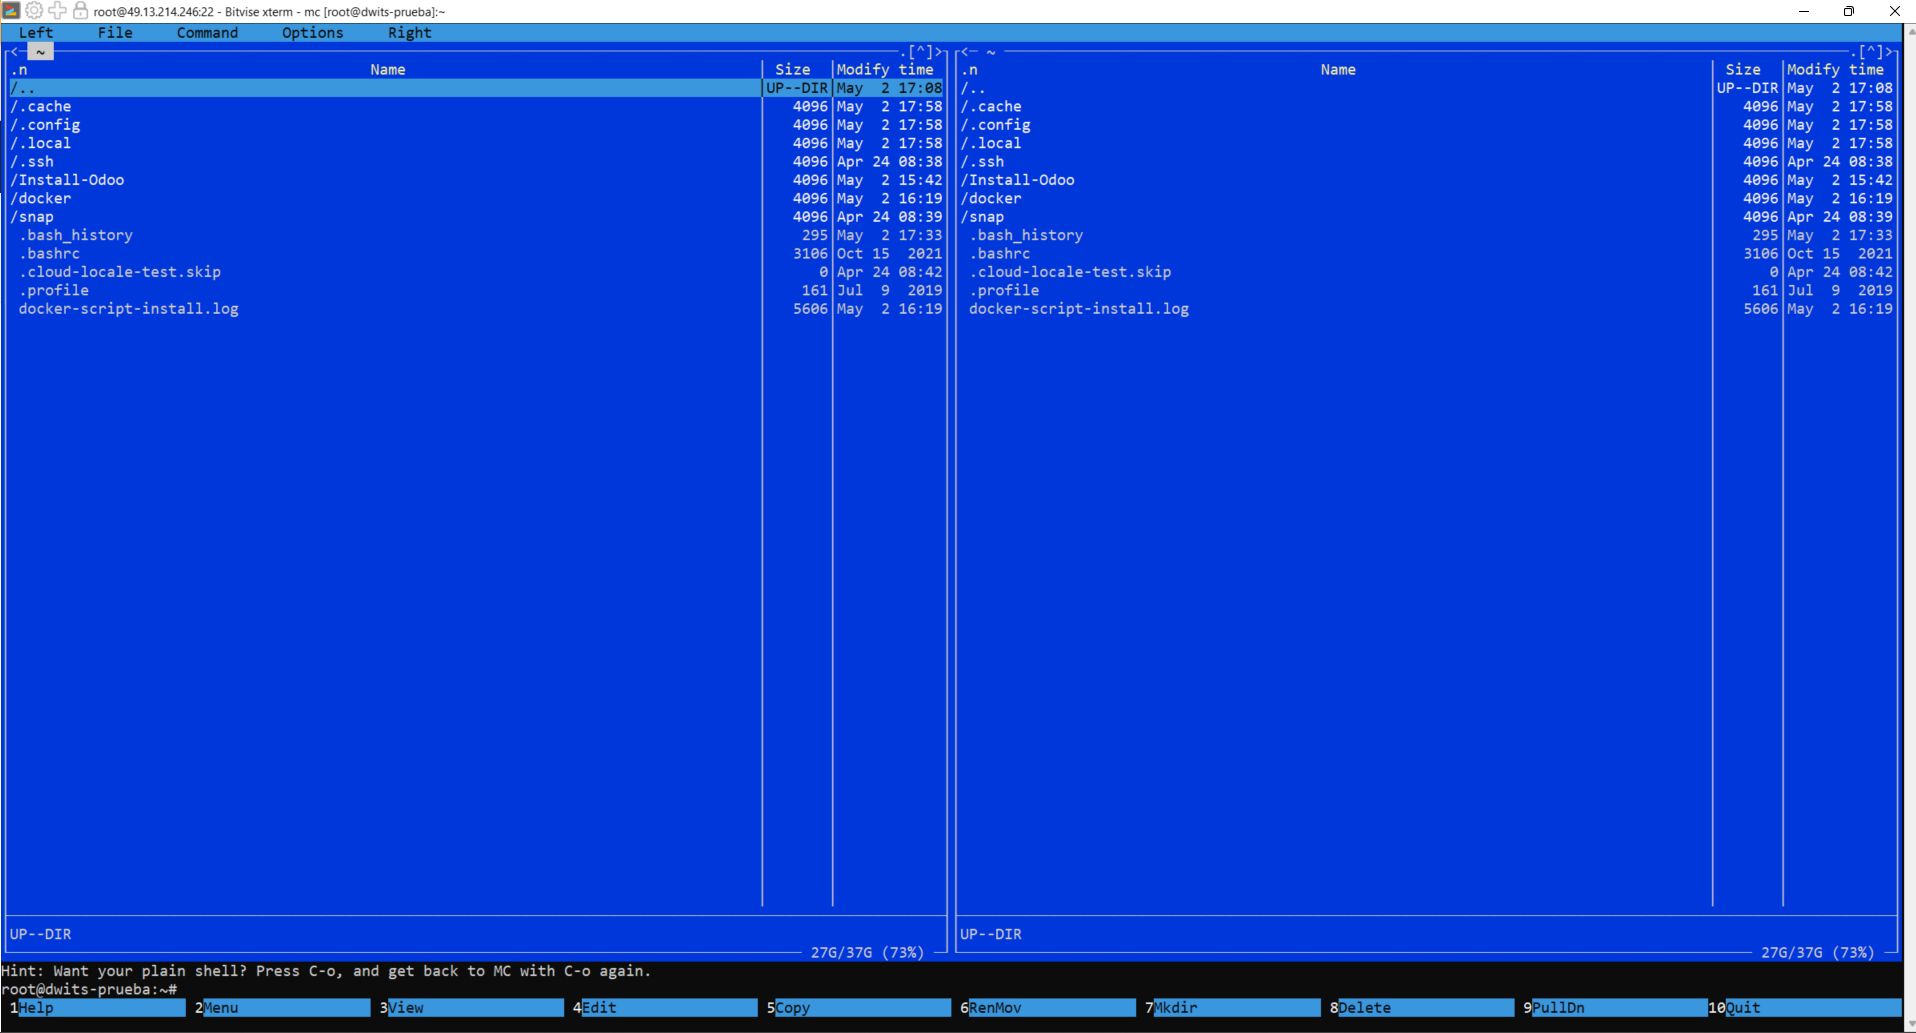 root@49.13.214.246:22 - Bitvise xterm - mc [root@dwits-prueba]:~
Left File Command Options Right
<─ ~ .[^]> <─ ~ .[^]>
.n Name Size Modify time .n Name Size Modify time
/.. UP--DIR May 2 17:08 /.. UP--DIR May 2 17:08
/.cache 4096 May 2 17:58 /.cache 4096 May 2 17:58
/.config 4096 May 2 17:58 /.config 4096 May 2 17:58
/.local 4096 May 2 17:58 /.local 4096 May 2 17:58
/.ssh 4096 Apr 24 08:38 /.ssh 4096 Apr 24 08:38
/Install-Odoo 4096 May 2 15:42 /Install-Odoo 4096 May 2 15:42
/docker 4096 May 2 16:19 /docker 4096 May 2 16:19
/snap 4096 Apr 24 08:39 /snap 4096 Apr 24 08:39
.bash_history 295 May 2 17:33 .bash_history 295 May 2 17:33
.bashrc 3106 Oct 15 2021 .bashrc 3106 Oct 15 2021
.cloud-locale-test.skip 0 Apr 24 08:42 .cloud-locale-test.skip 0 Apr 24 08:42
.profile 161 Jul 9 2019 .profile 161 Jul 9 2019
docker-script-install.log 5606 May 2 16:19 docker-script-install.log 5606 May 2 16:19
UP--DIR UP--DIR
27G/37G (73%) 27G/37G (73%)
Hint: Want your plain shell? Press C-o, and get back to MC with C-o again.
root@dwits-prueba:~#
1Help 2Menu 3View 4Edit 5Copy 6RenMov 7Mkdir 8Delete 9PullDn 10Quit